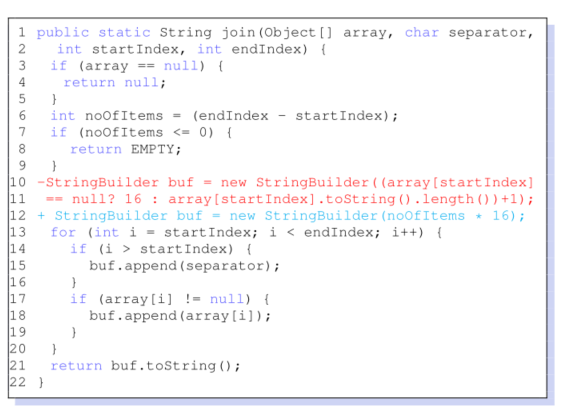 1 public static String join(Object[] array, char separator,
2 int startIndex, int endIndex) {
3 if (array == null) {
4 return null;
5 }
6 int noOfItems = (endIndex - startIndex);
7 if (noOfItems <= 0) {
8 return EMPTY;
9 }
10 -StringBuilder buf = new StringBuilder((array[startIndex]
11 == null? 16 : array[startIndex].toString().length())+1);
12 + StringBuilder buf = new StringBuilder(noOfItems * 16);
13 for (int i = startIndex; i < endIndex; i++) {
14 if (i > startIndex) {
15 buf.append(separator);
16 }
17 if (array[i] != null) {
18 buf.append(array[i]);
19 }
20 }
21 return buf.toString();
22 }